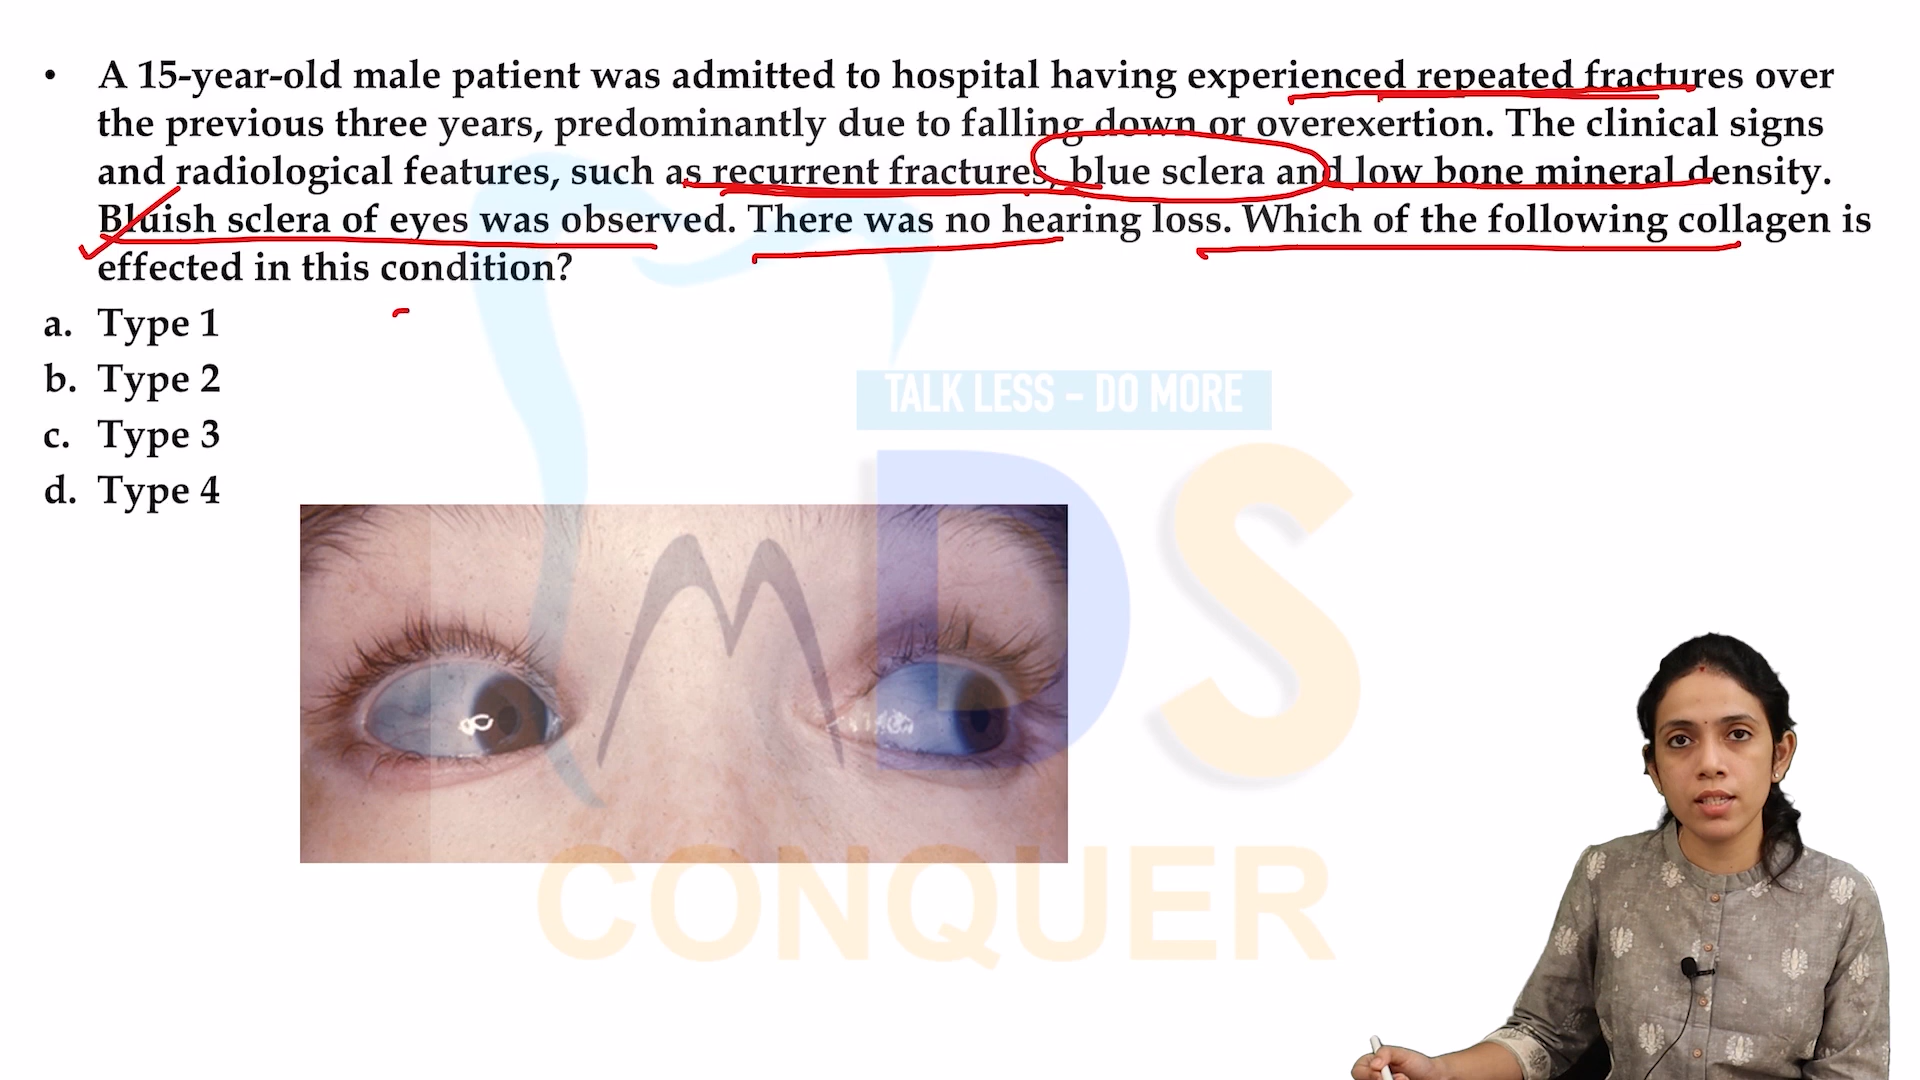 • A 15-year-old male patient was admitted to hospital having experienced repeated fractures over
the previous three years, predominantly due to falling down or overexertion. The clinical signs
and radiological features, such as recurrent fractures, blue sclera and low bone mineral density.
Bluish sclera of eyes was observed. There was no hearing loss. Which of the following collagen is
effected in this condition?
a. Type 1
b. Type 2
c. Type 3
d. Type 4
TALK LESS - DO MORE
MDS
CONQUER